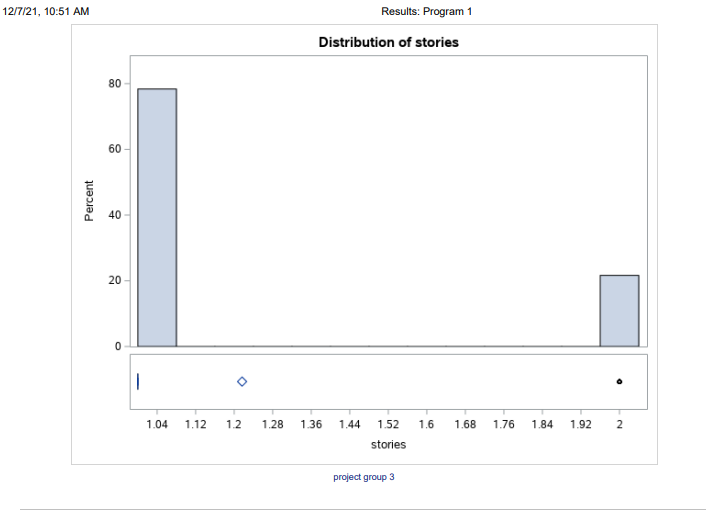 12/7/21, 10:51 AM Results: Program 1
Distribution of stories
80
60
40
20
0
Percent
1.04 1.12 1.2 1.28 1.36 1.44 1.52 1.6 1.68 1.76 1.84 1.92 2
stories
project group 3